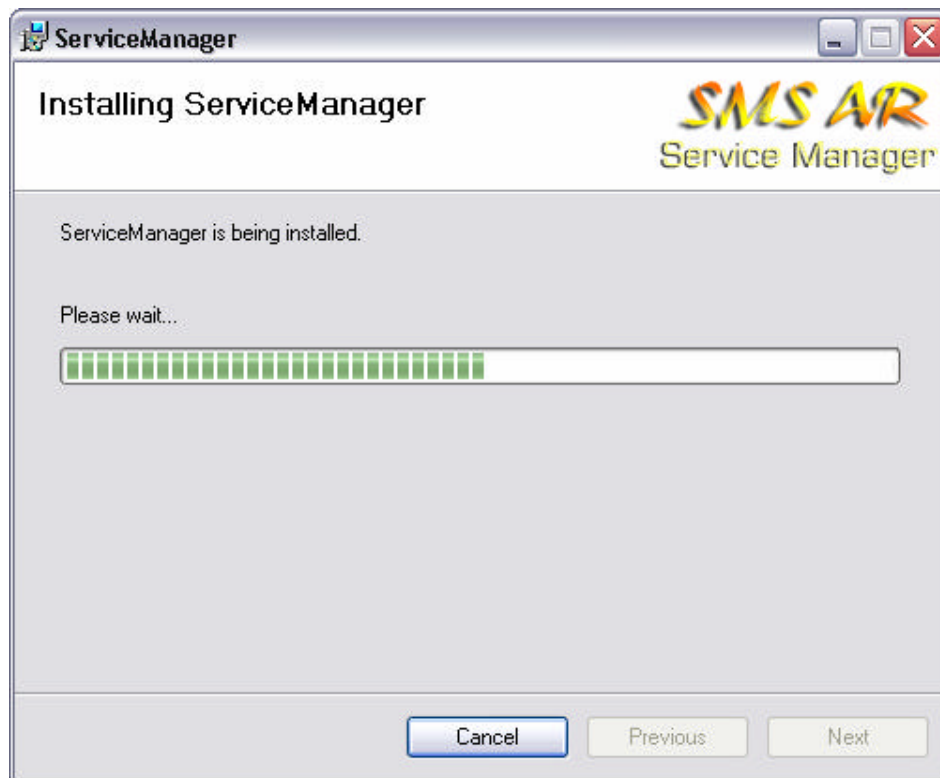 ServiceManager
Installing ServiceManager
SMS AR
Service Manager
ServiceManager is being installed.
Please wait...
Cancel
Previous
Next